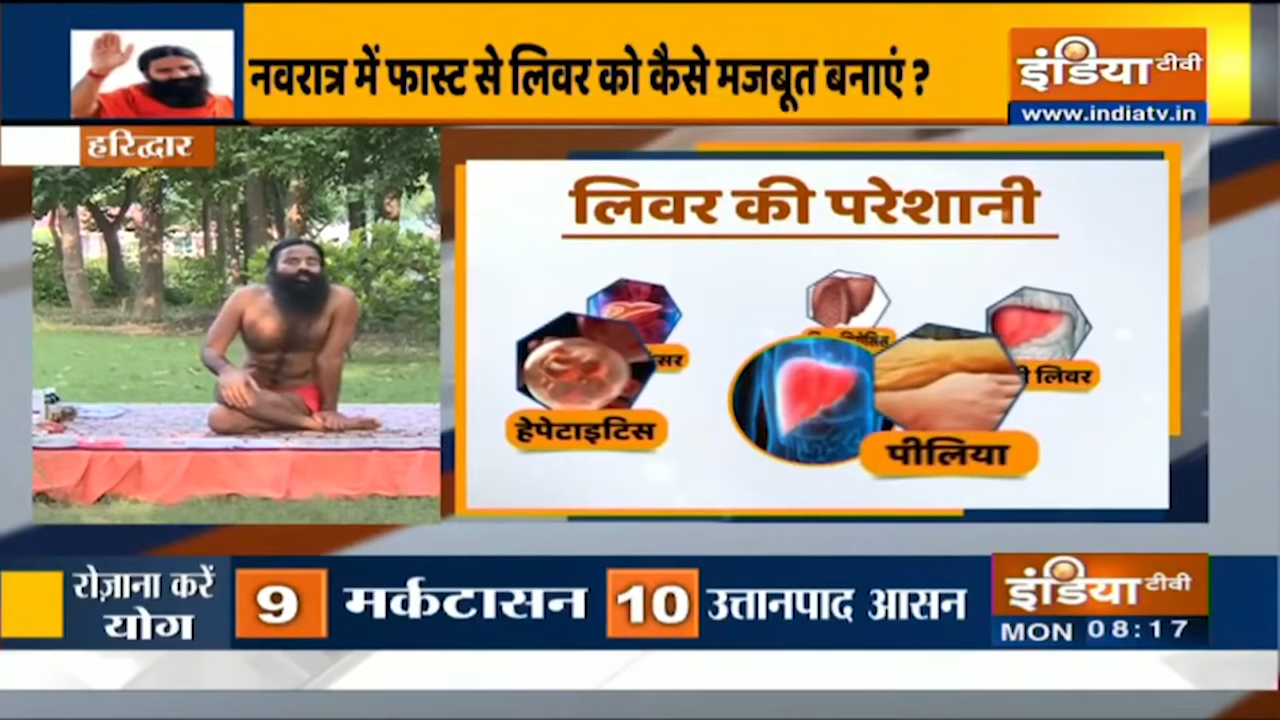 नवरात्र में फास्ट से लिवर को कैसे मजबूत बनाएं ?
इंडिया टीवी
www.indiatv.in
हरिद्वार
लिवर की परेशानी
हेपेटाइटिस
लिवर
पीलिया
रोज़ाना करें
योग
9 मर्कटासन 10 उत्तानपाद आसन
इंडिया टीवी
MON 08:17